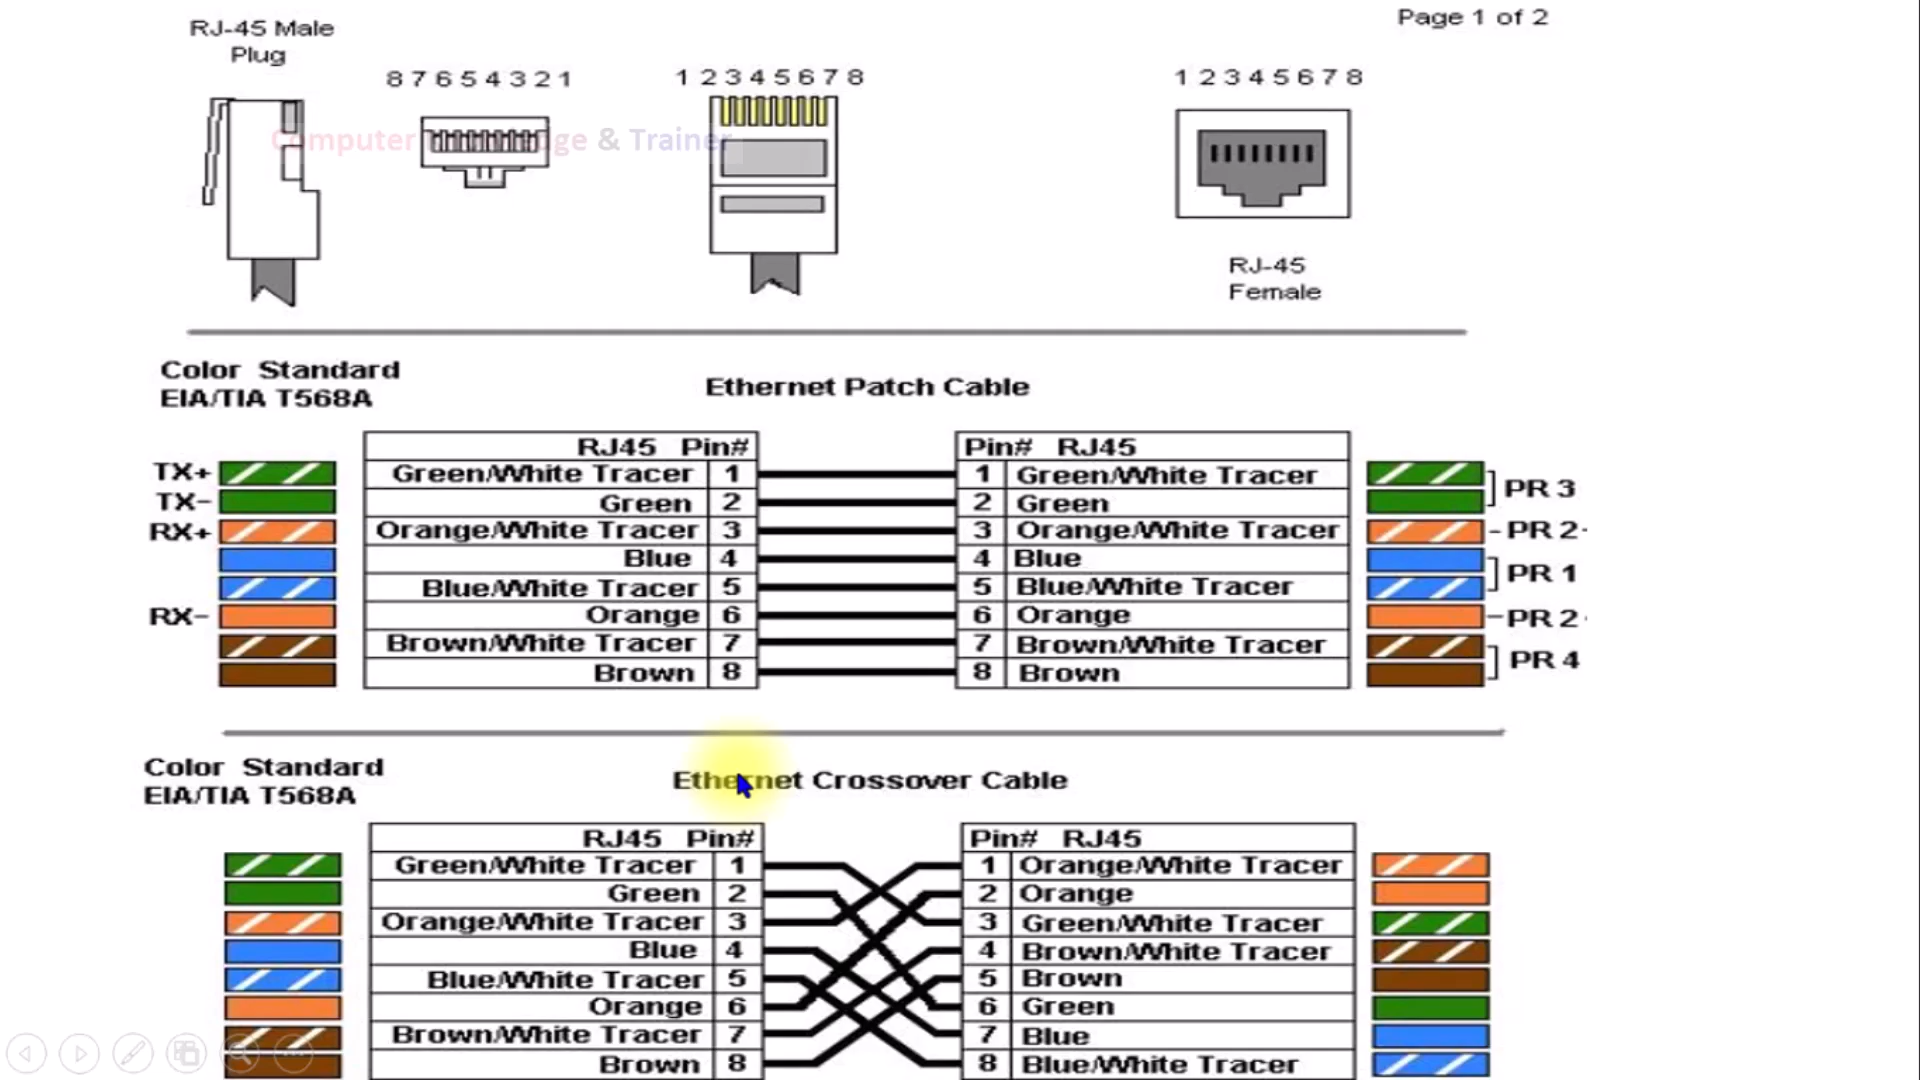 Page 1 of 2
RJ-45 Male
Plug
8 7 6 5 4 3 2 1
1 2 3 4 5 6 7 8
1 2 3 4 5 6 7 8
Computer & Trainer
RJ-45
Female
Color Standard
EIA/TIA T568A
Ethernet Patch Cable
RJ45 Pin# Pin# RJ45
TX+ Green/White Tracer 1 1 Green/White Tracer
PR 3
TX- Green 2 2 Green
RX+ Orange/White Tracer 3 3 Orange/White Tracer PR 2
Blue 4 4 Blue
PR 1
Blue/White Tracer 5 5 Blue/White Tracer
RX- Orange 6 6 Orange PR 2
Brown/White Tracer 7 7 Brown/White Tracer
PR 4
Brown 8 8 Brown
Color Standard
EIA/TIA T568A
Ethernet Crossover Cable
RJ45 Pin# Pin# RJ45
Green/White Tracer 1 1 Orange/White Tracer
Green 2 2 Orange
Orange/White Tracer 3 3 Green/White Tracer
Blue 4 4 Brown/White Tracer
Blue/White Tracer 5 5 Brown
Orange 6 6 Green
Brown/White Tracer 7 7 Blue
Brown 8 8 Blue/White Tracer